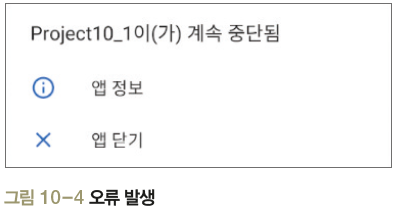 Project10_1이(가) 계속 중단됨
앱 정보
앱 닫기
그림 10-4 오류 발생